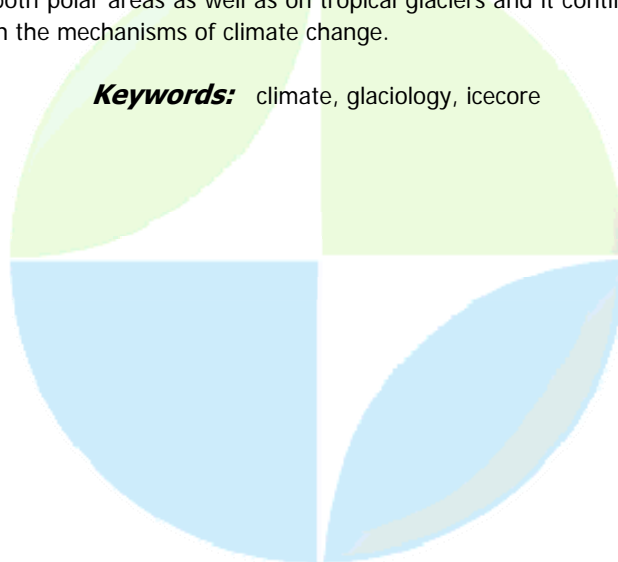 both polar areas as well as on tropical glaciers and it conti
n the mechanisms of climate change.
Keywords: climate, glaciology, icecore